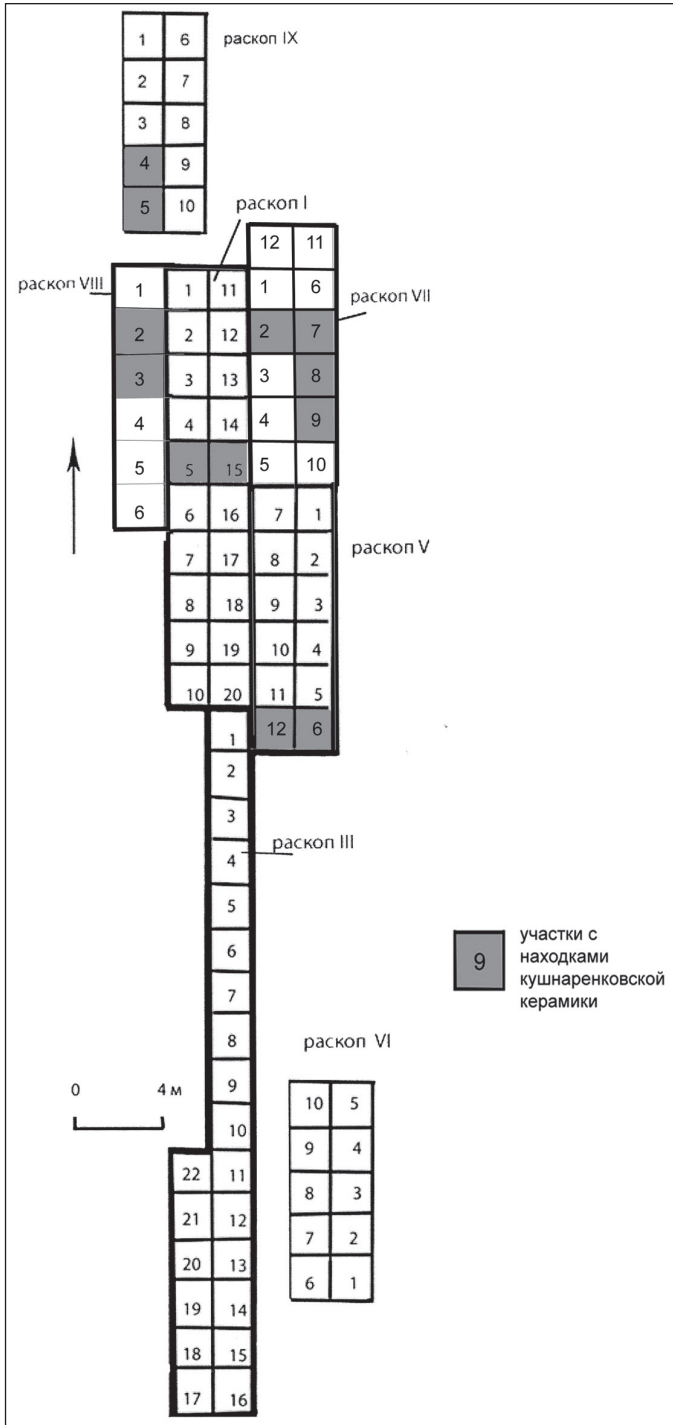 1 6 раскоп IX
2 7
3 8
4 9
5 10
раскоп I
12 11
раскоп VIII 1 1 11 1 6 раскоп VII
2 2 12 2 7
3 3 13 3 8
4 4 14 4 9
5 5 15 5 10
6 6 16 7 1
7 17 8 2 раскоп V
8 18 9 3
9 19 10 4
10 20 11 5
1 12 6
2
3
4 раскоп III
5
6
7
8
9
10
22 11
21 12
20 13
19 14
18 15
17 16
0 4 м
раскоп VI
10 5
9 4
8 3
7 2
6 1
9
участки с
находками
кушнаренковской
керамики